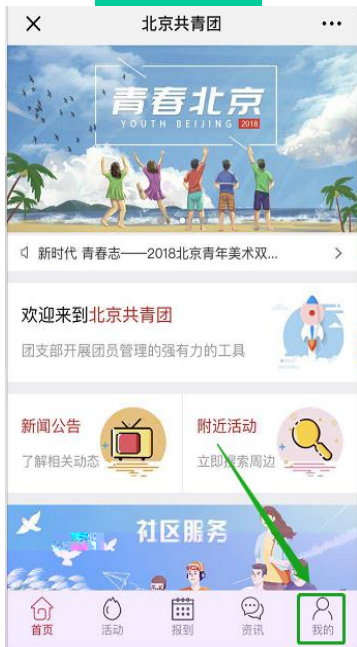 北京共青团
青春北京
YOUTH BEIJING 2018
新时代 青春志——2018北京青年美术双...
欢迎来到北京共青团
团支部开展团员管理的强有力的工具
新闻公告
了解相关动态
附近活动
立即搜索周边
社区服务
首页
活动
报到
资讯
我的